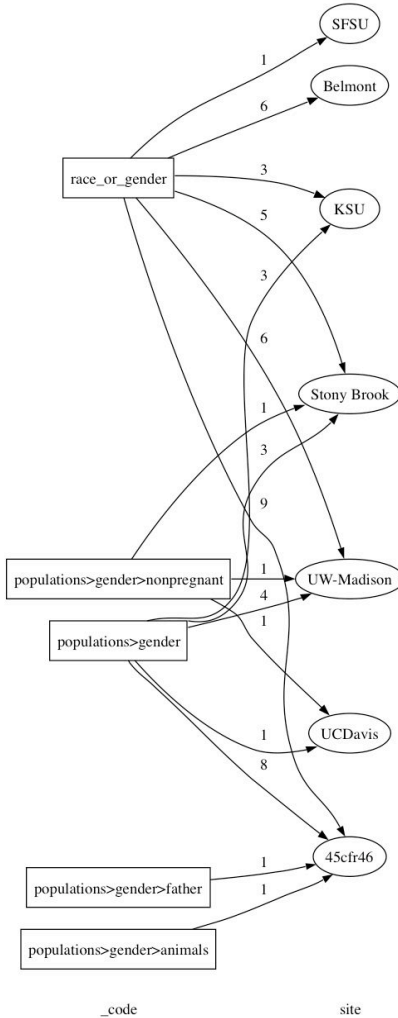 SFSU
1
Belmont
6
race_or_gender
3
KSU
5
3
6
Stony Brook
1
3
9
populations>gender>nonpregnant
1
UW-Madison
4
populations>gender
1
UCDavis
1
8
45cfr46
1
populations>gender>father
1
populations>gender>animals
_code
site